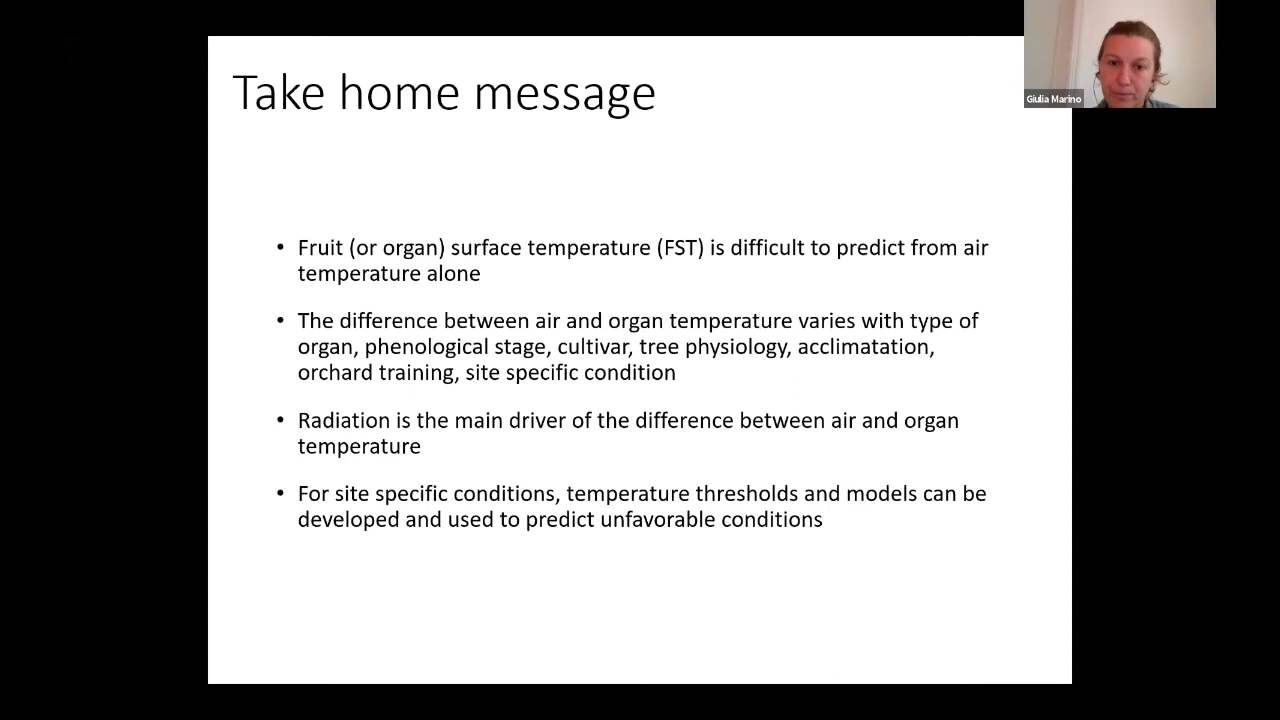 Take home message
Giulia Marino
• Fruit (or organ) surface temperature (FST) is difficult to predict from air
temperature alone
• The difference between air and organ temperature varies with type of
organ, phenological stage, cultivar, tree physiology, acclimatation,
orchard training, site specific condition
• Radiation is the main driver of the difference between air and organ
temperature
• For site specific conditions, temperature thresholds and models can be
developed and used to predict unfavorable conditions